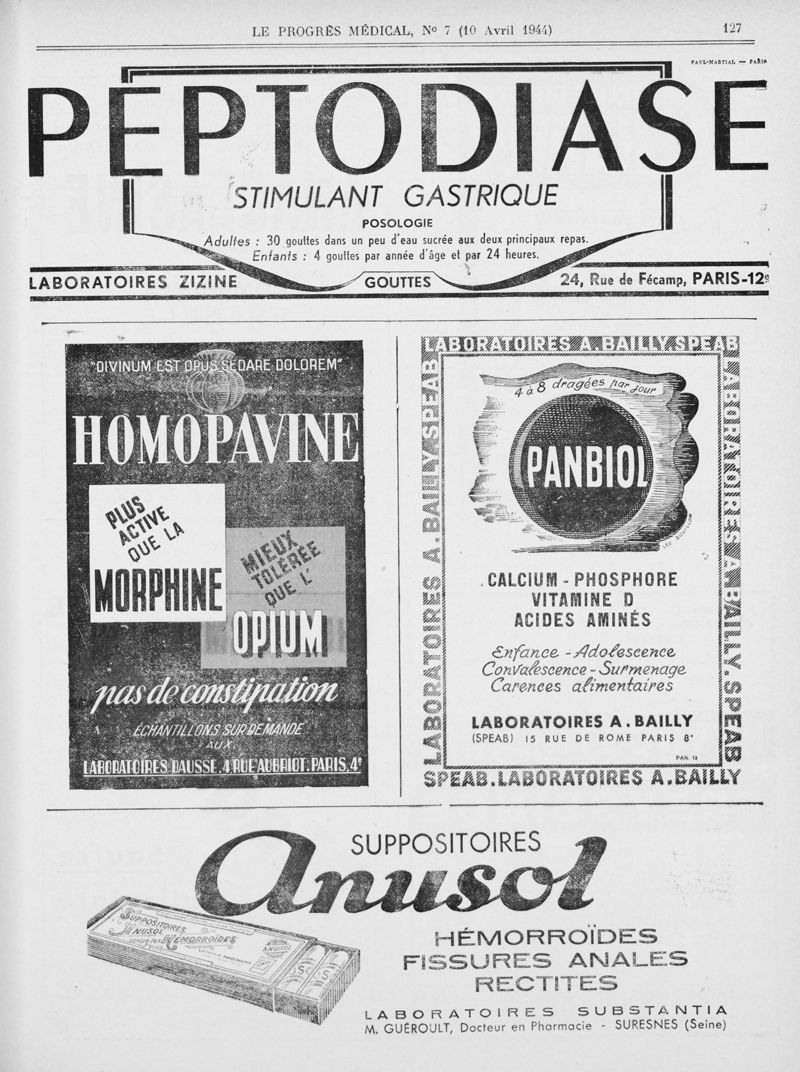 LE PROGRÈS MÉDICAL, No 7 (10 Avril 1944)
127
PAUL-MARTIAL — PARIS
PEPTODIASE
STIMULANT GASTRIQUE
POSOLOGIE
Adultes : 30 gouttes dans un peu d'eau sucrée aux deux principaux repas.
Enfants : 4 gouttes par année d'âge et par 24 heures.
LABORATOIRES ZIZINE
GOUTTES
24, Rue de Fécamp, PARIS-12e
"DIVINUM EST OPUS SEDARE DOLOREM"
HOMOPAVINE
PLUS
ACTIVE
QUE LA
MORPHINE
MIEUX
TOLÉRÉE
QUE L'
OPIUM
pas de constipation
ÉCHANTILLONS SUR DEMANDE
AUX
LABORATOIRES DAUSSE, 4 RUE AUBRIOT, PARIS, 4e
LABORATOIRES A. BAILLY. SPEAB
LABORATOIRES A. BAILLY. SPEAB
LABORATOIRES A. BAILLY. SPEAB
4 à 8 dragées par jour
PANBIOL
CALCIUM - PHOSPHORE
VITAMINE D
ACIDES AMINÉS
Enfance - Adolescence
Convalescence - Surmenage
Carences alimentaires
LABORATOIRES A. BAILLY
(SPEAB) 15 RUE DE ROME PARIS 8e
PAN. 13
SPEAB. LABORATOIRES A. BAILLY
SUPPOSITOIRES
Anusol
SUPPOSITOIRES
ANUSOL
HÉMORROÏDES
HÉMORROÏDES
FISSURES ANALES
RECTITES
LABORATOIRES SUBSTANTIA
M. GUÉROULT, Docteur en Pharmacie - SURESNES (Seine)